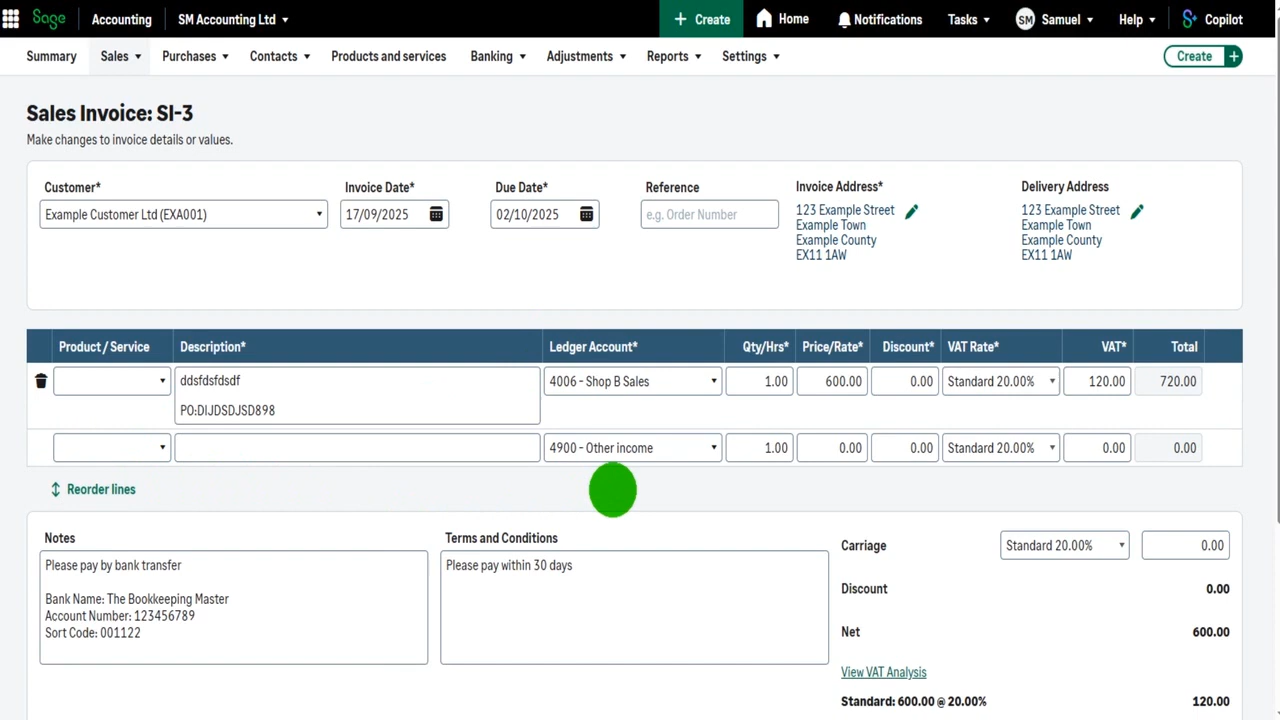 Sage Accounting SM Accounting Ltd + Create Home Notifications Tasks SM Samuel Help Copilot
Summary Sales Purchases Contacts Products and services Banking Adjustments Reports Settings Create +
Sales Invoice: SI-3
Make changes to invoice details or values.
Customer* Invoice Date* Due Date* Reference Invoice Address* Delivery Address
Example Customer Ltd (EXA001) 17/09/2025 02/10/2025 e.g. Order Number 123 Example Street 123 Example Street
Example Town Example Town
Example County Example County
EX11 1AW EX11 1AW
Product / Service Description* Ledger Account* Qty/Hrs* Price/Rate* Discount* VAT Rate* VAT* Total
ddsfdsfdsdf 4006 - Shop B Sales 1.00 600.00 0.00 Standard 20.00% 120.00 720.00
PO:DIJDSDJSD898
4900 - Other income 1.00 0.00 0.00 Standard 20.00% 0.00 0.00
Reorder lines
Notes Terms and Conditions Carriage Standard 20.00% 0.00
Please pay by bank transfer Please pay within 30 days
Discount 0.00
Bank Name: The Bookkeeping Master
Account Number: 123456789
Sort Code: 001122 Net 600.00
View VAT Analysis
Standard: 600.00 @ 20.00% 120.00